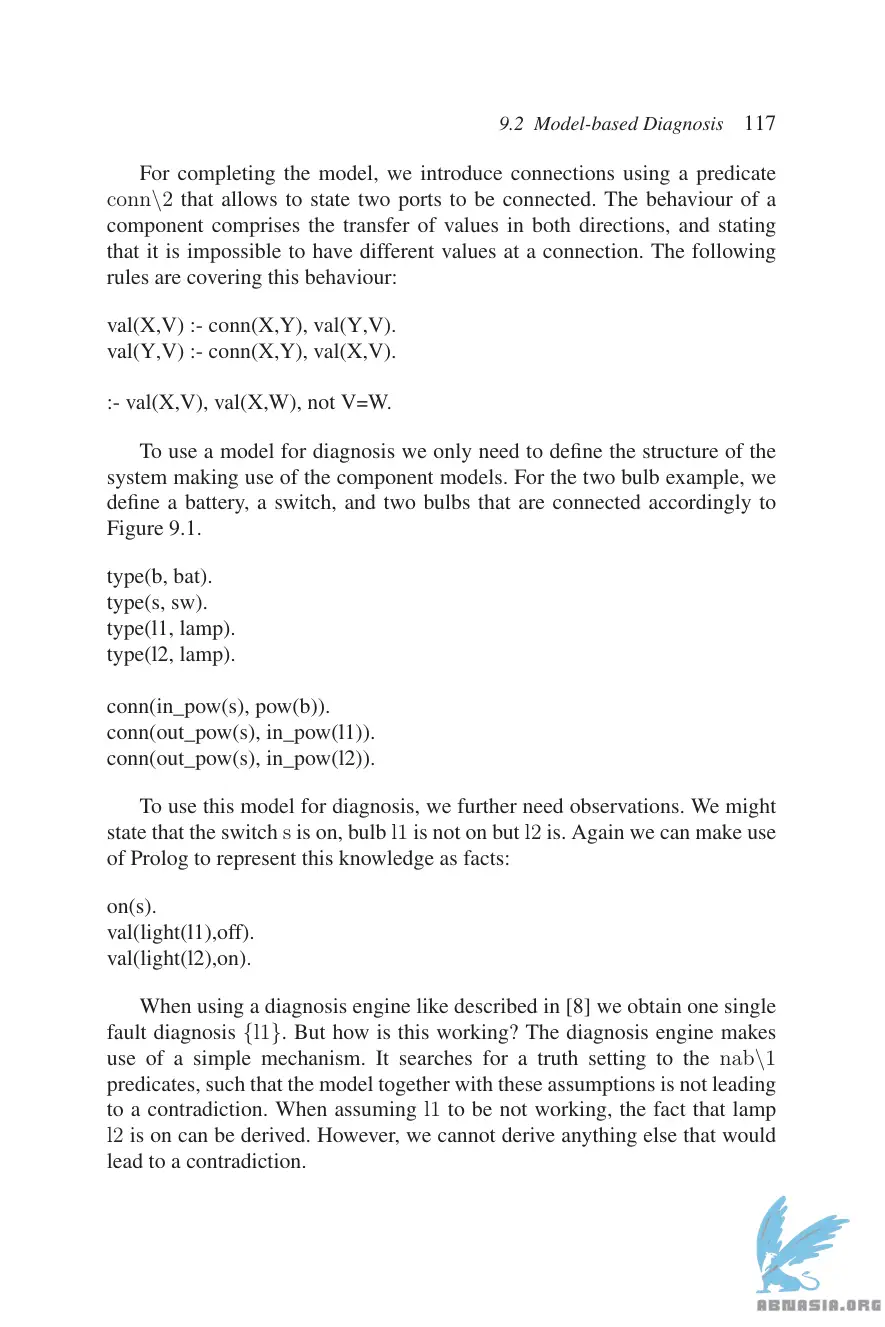 9.2 Model-based Diagnosis 117
For completing the model, we introduce connections using a predicate
conn\2 that allows to state two ports to be connected. The behaviour of a
component comprises the transfer of values in both directions, and stating
that it is impossible to have different values at a connection. The following
rules are covering this behaviour:
val(X,V) :- conn(X,Y), val(Y,V).
val(Y,V) :- conn(X,Y), val(X,V).
:- val(X,V), val(X,W), not V=W.
To use a model for diagnosis we only need to define the structure of the
system making use of the component models. For the two bulb example, we
define a battery, a switch, and two bulbs that are connected accordingly to
Figure 9.1.
type(b, bat).
type(s, sw).
type(l1, lamp).
type(l2, lamp).
conn(in_pow(s), pow(b)).
conn(out_pow(s), in_pow(l1)).
conn(out_pow(s), in_pow(l2)).
To use this model for diagnosis, we further need observations. We might
state that the switch s is on, bulb l1 is not on but l2 is. Again we can make use
of Prolog to represent this knowledge as facts:
on(s).
val(light(l1),off).
val(light(l2),on).
When using a diagnosis engine like described in [8] we obtain one single
fault diagnosis {l1}. But how is this working? The diagnosis engine makes
use of a simple mechanism. It searches for a truth setting to the nab\1
predicates, such that the model together with these assumptions is not leading
to a contradiction. When assuming l1 to be not working, the fact that lamp
l2 is on can be derived. However, we cannot derive anything else that would
lead to a contradiction.
ABNASIA.ORG